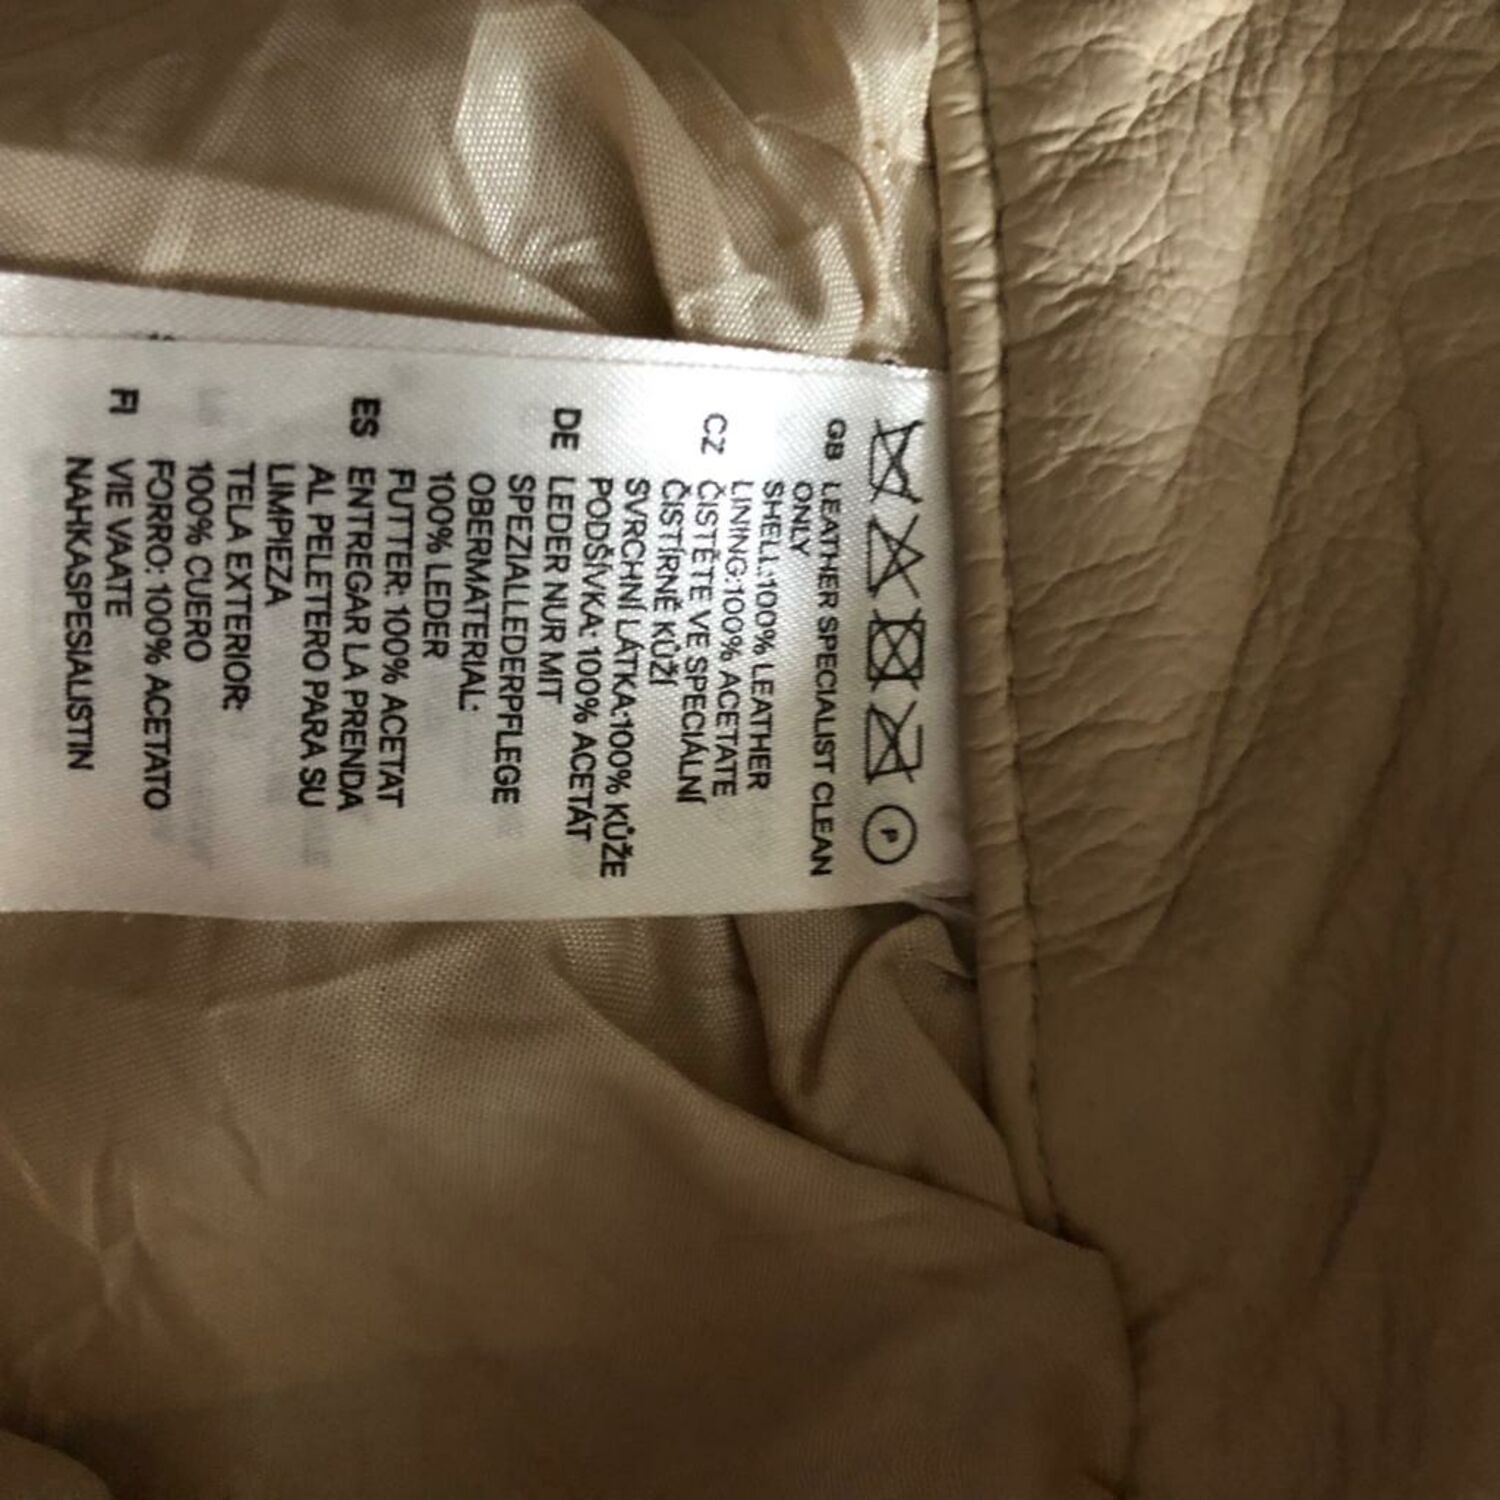 P
GB LEATHER SPECIALIST CLEAN
ONLY
SHELL:100% LEATHER
LINING:100% ACETATE
CZ ČISTĚTE VE SPECIÁLNÍ
ČISTÍRNĚ KŮŽÍ
SVRCHNÍ LÁTKA:100% KŮŽE
PODŠÍVKA: 100% ACETÁT
DE LEDER NUR MIT
SPEZIALLEDERPFLEGE
OBERMATERIAL:
100% LEDER
FUTTER: 100% ACETAT
ES ENTREGAR LA PRENDA
AL PELETERO PARA SU
LIMPIEZA
TELA EXTERIOR:
100% CUERO
FORRO: 100% ACETATO
FI VIE VAATE
NAHKASPESIALISTIN